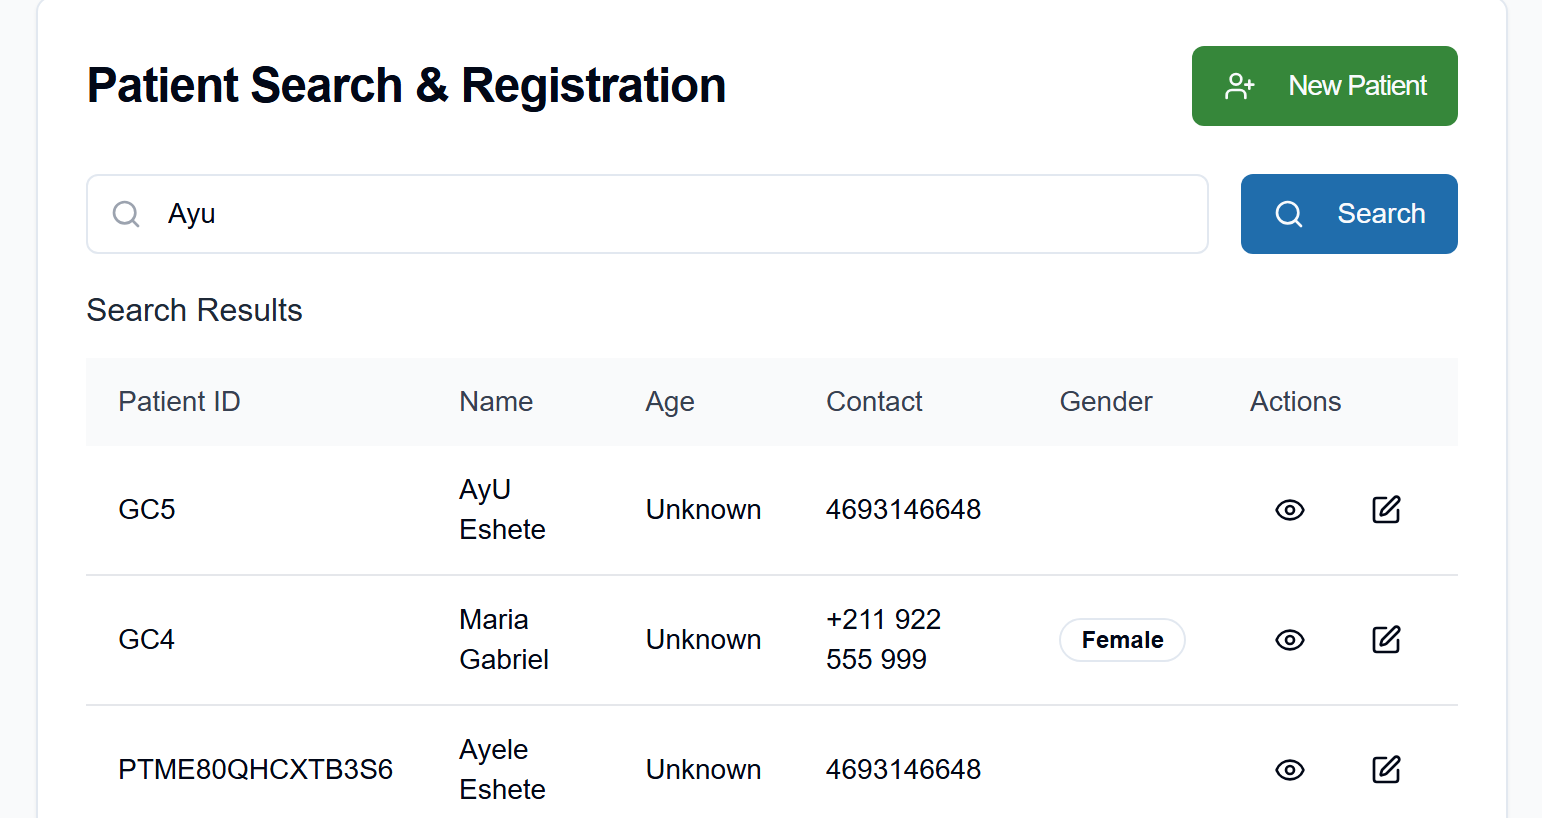 Patient Search & Registration
New Patient
Ayu
Search
Search Results
Patient ID Name Age Contact Gender Actions
GC5 AyU Eshete Unknown 4693146648
GC4 Maria Gabriel Unknown +211 922 555 999 Female
PTME80QHCXTB3S6 Ayele Eshete Unknown 4693146648